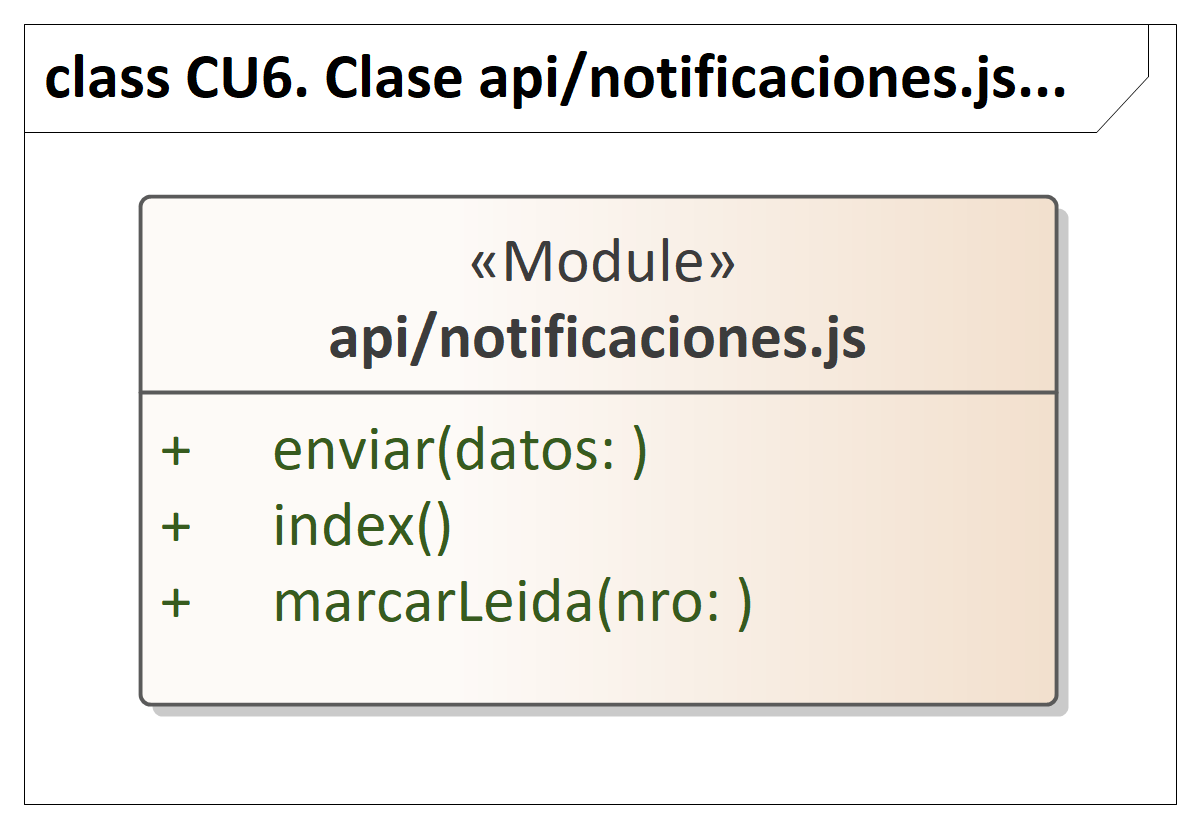 class CU6. Clase api/notificaciones.js...
«Module»
api/notificaciones.js
+ enviar(datos: )
+ index()
+ marcarLeida(nro: )